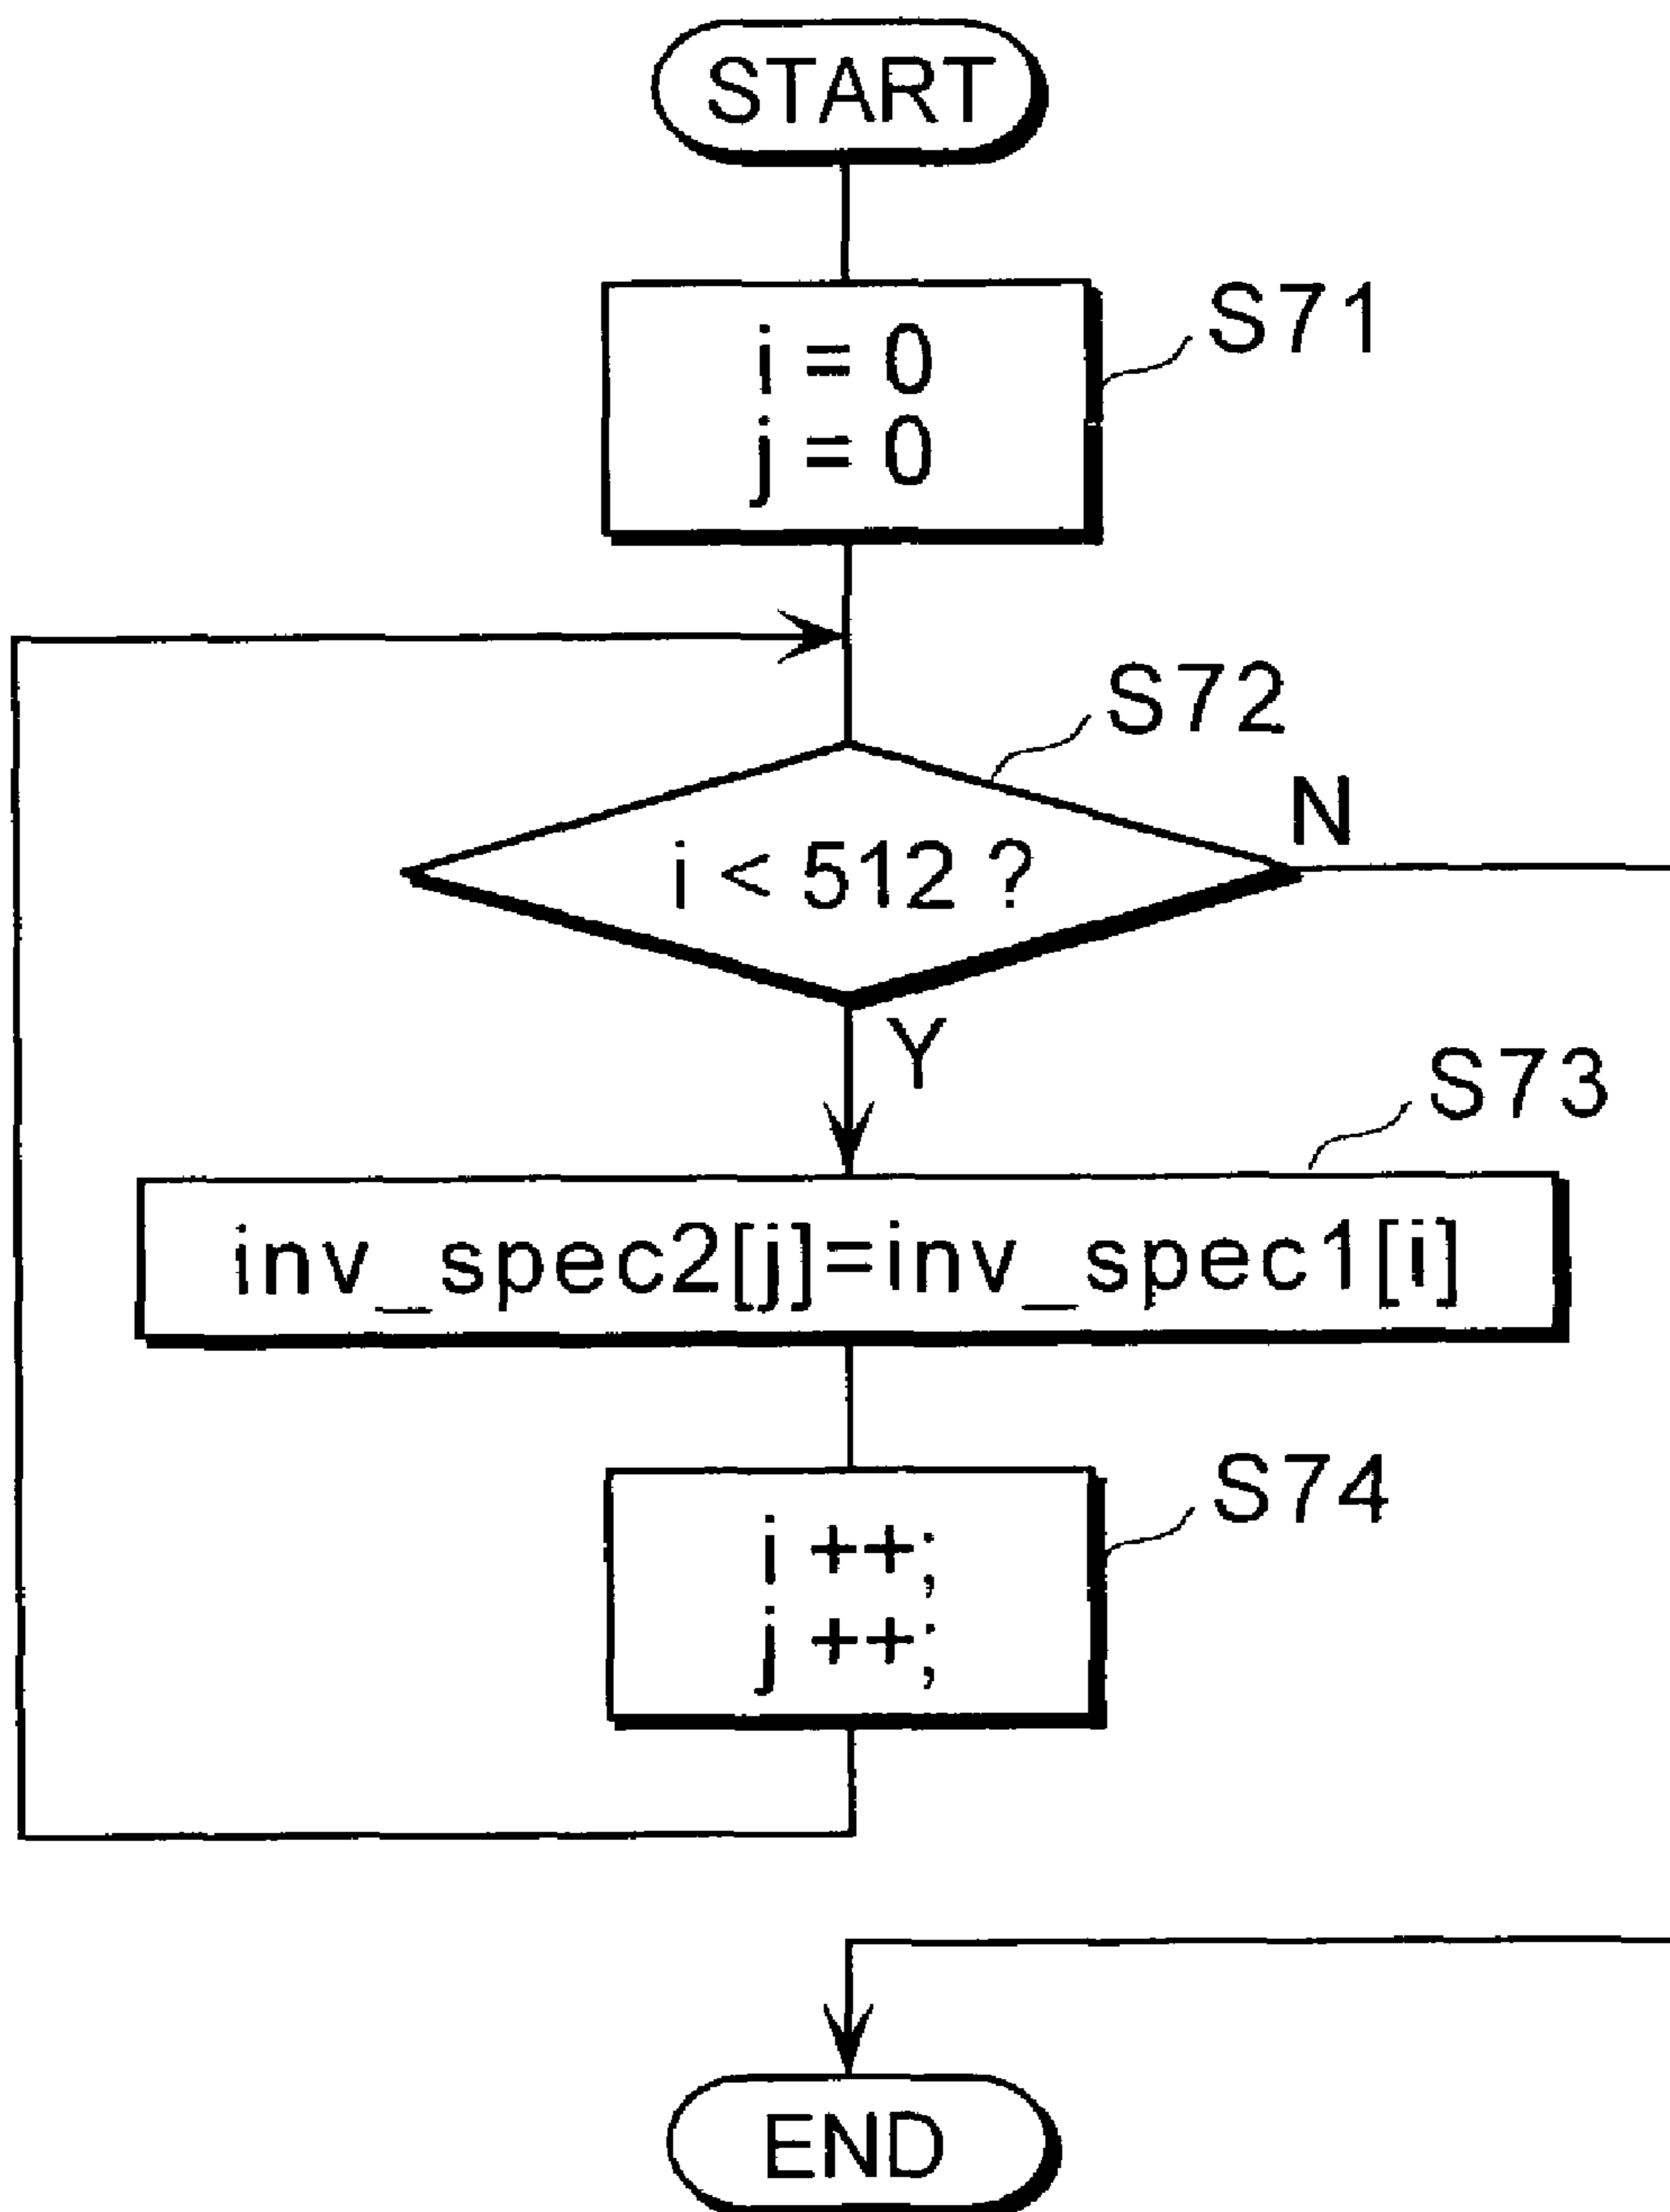 START
S71
i = 0
j = 0
S72
N
i < 512 ?
Y
S73
inv_spec2[j]=inv_spec1[i]
S74
i ++;
j ++;
END